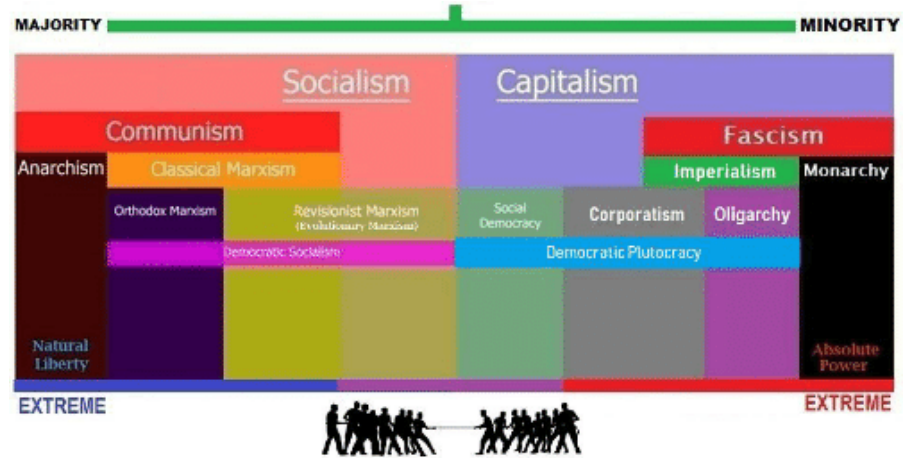 MAJORITY
MINORITY
Socialism
Capitalism
Communism
Fascism
Anarchism
Classical Marxism
Imperialism
Monarchy
Orthodox Marxism
Revisionist Marxism
(Evolutionary Marxism)
Social
Democracy
Corporatism
Oligarchy
Democratic Socialism
Democratic Plutocracy
Natural
Liberty
Absolute
Power
EXTREME
EXTREME